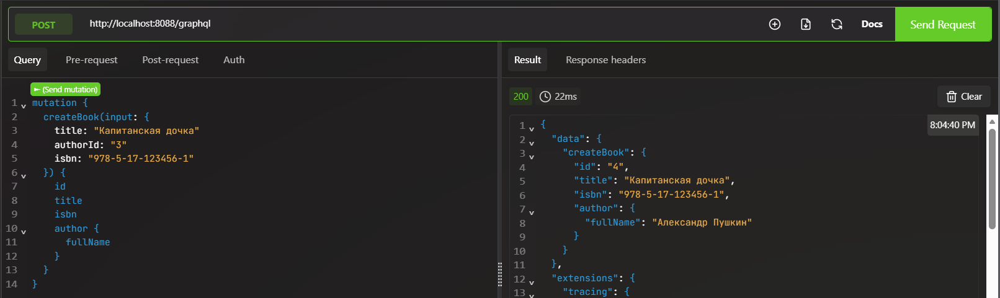 POST http://localhost:8088/graphql Docs Send Request
Query Pre-request Post-request Auth
Result Response headers
► (Send mutation)
1 mutation {
2 createBook(input: {
3 title: "Капитанская дочка"
4 authorId: "3"
5 isbn: "978-5-17-123456-1"
6 }) {
7 id
8 title
9 isbn
10 author {
11 fullName
12 }
13 }
14 }
200 22ms Clear
8:04:40 PM
1 {
2 "data": {
3 "createBook": {
4 "id": "4",
5 "title": "Капитанская дочка",
6 "isbn": "978-5-17-123456-1",
7 "author": {
8 "fullName": "Александр Пушкин"
9 }
10 }
11 },
12 "extensions": {
13 "tracing": {